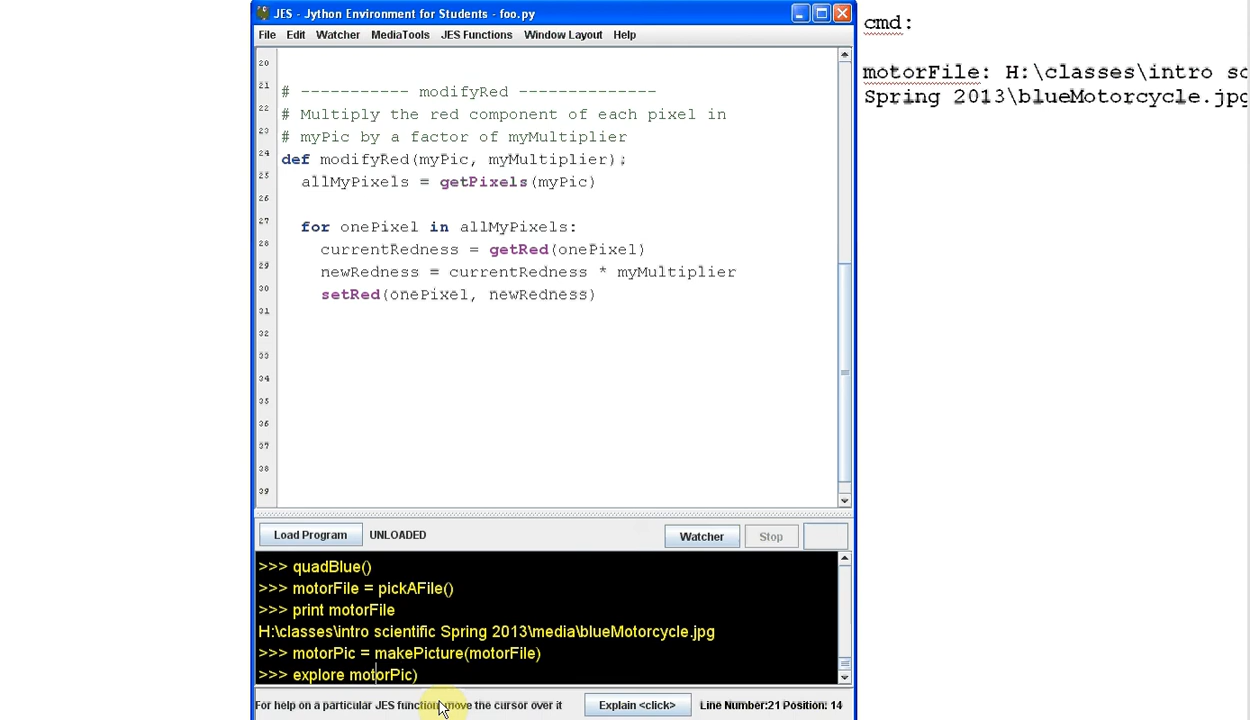 JES - Jython Environment for Students - foo.py
File Edit Watcher MediaTools JES Functions Window Layout Help
20
21 # ----------- modifyRed --------------
22 # Multiply the red component of each pixel in
23 # myPic by a factor of myMultiplier
24 def modifyRed(myPic, myMultiplier);
25 allMyPixels = getPixels(myPic)
26
27 for onePixel in allMyPixels:
28 currentRedness = getRed(onePixel)
29 newRedness = currentRedness * myMultiplier
30 setRed(onePixel, newRedness)
31
32
33
34
35
36
37
38
39
Load Program UNLOADED Watcher Stop
>>> quadBlue()
>>> motorFile = pickAFile()
>>> print motorFile
H:\classes\intro scientific Spring 2013\media\blueMotorcycle.jpg
>>> motorPic = makePicture(motorFile)
>>> explore motorPic)
For help on a particular JES function, move the cursor over it Explain <click> Line Number:21 Position: 14
cmd:
motorFile: H:\classes\intro sc
Spring 2013\blueMotorcycle.jpg